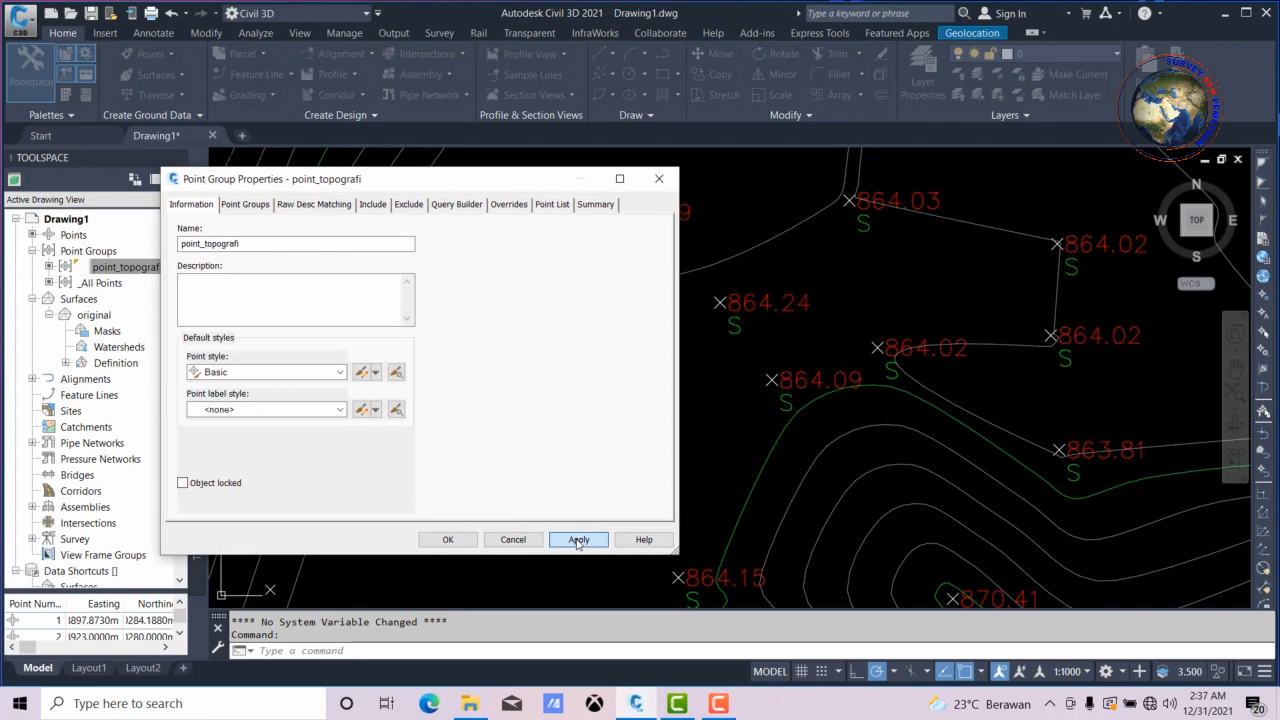 C3D
Civil 3D
Autodesk Civil 3D 2021
Drawing1.dwg
Type a keyword or phrase
Sign In
Home
Insert
Annotate
Modify
Analyze
View
Manage
Output
Survey
Rail
Transparent
InfraWorks
Collaborate
Help
Add-ins
Express Tools
Featured Apps
Geolocation
Toolspace
Points
Surfaces
Traverse
Parcel
Feature Line
Grading
Alignment
Profile
Corridor
Intersections
Assembly
Pipe Network
Profile View
Sample Lines
Section Views
Move
Copy
Stretch
Rotate
Mirror
Scale
Trim
Fillet
Array
Layer
Properties
0
Make Current
Match Layer
Palettes
Create Ground Data
Create Design
Profile & Section Views
Draw
Modify
Layers
Start
Drawing1*
TOOLSPACE
Active Drawing View
Drawing1
Points
Point Groups
point_topografi
_All Points
Surfaces
original
Masks
Watersheds
Definition
Alignments
Feature Lines
Sites
Catchments
Pipe Networks
Pressure Networks
Bridges
Corridors
Assemblies
Intersections
Survey
View Frame Groups
Data Shortcuts []
Point Num...
Easting
Northin
1
2
Point Group Properties - point_topografi
Information
Point Groups
Raw Desc Matching
Include
Exclude
Query Builder
Overrides
Point List
Summary
Name:
point_topografi
Description:
Default styles
Point style:
Basic
Point label style:
<none>
Object locked
OK
Cancel
Apply
Help
864.03
S
864.02
S
864.24
S
864.02
S
864.02
S
864.09
S
863.81
S
864.15
S
870.41
N
W
TOP
E
S
WCS
**** No System Variable Changed ****
Command:
Type a command
Model
Layout1
Layout2
MODEL
1:1000
3.500
Type here to search
23°C Berawan
2:37 AM
12/31/2021
20